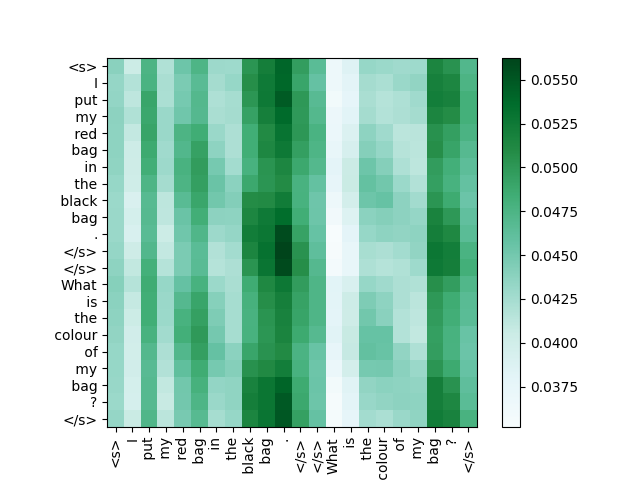 <s>
I
put
my
red
bag
in
the
black
bag
.
</s>
</s>
What
is
the
colour
of
my
bag
?
</s>
<s>
I
put
my
red
bag
in
the
black
bag
.
</s>
</s>
What
is
the
colour
of
my
bag
?
</s>
0.0550
0.0525
0.0500
0.0475
0.0450
0.0425
0.0400
0.0375